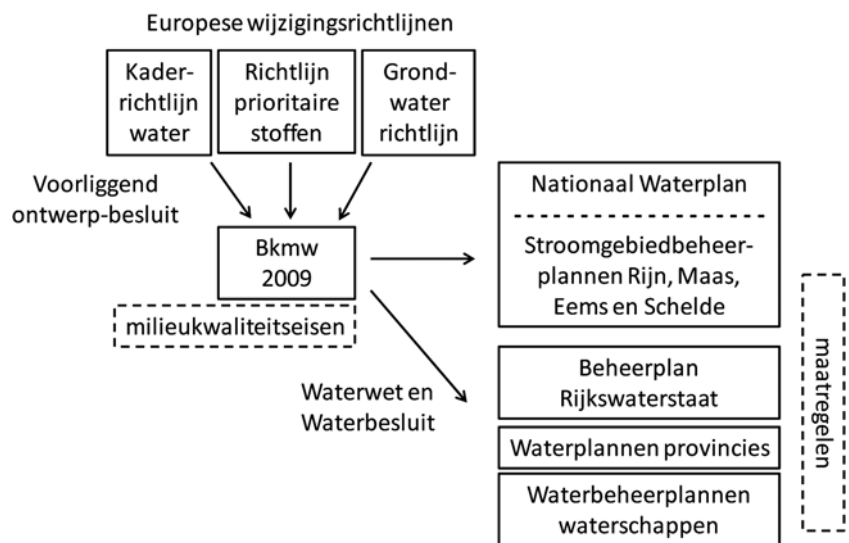 Europese wijzigingsrichtlijnen
Kader-
richtlijn
water
Richtlijn
prioritaire
stoffen
Grond-
water
richtlijn
Voorliggend
ontwerp-besluit
Bkmw
2009
milieukwaliteitseisen
Waterwet en
Waterbesluit
Nationaal Waterplan
Stroomgebiedbeheer-
plannen Rijn, Maas,
Eems en Schelde
Beheerplan
Rijkswaterstaat
Waterplannen provincies
Waterbeheerplannen
waterschappen
maatregelen